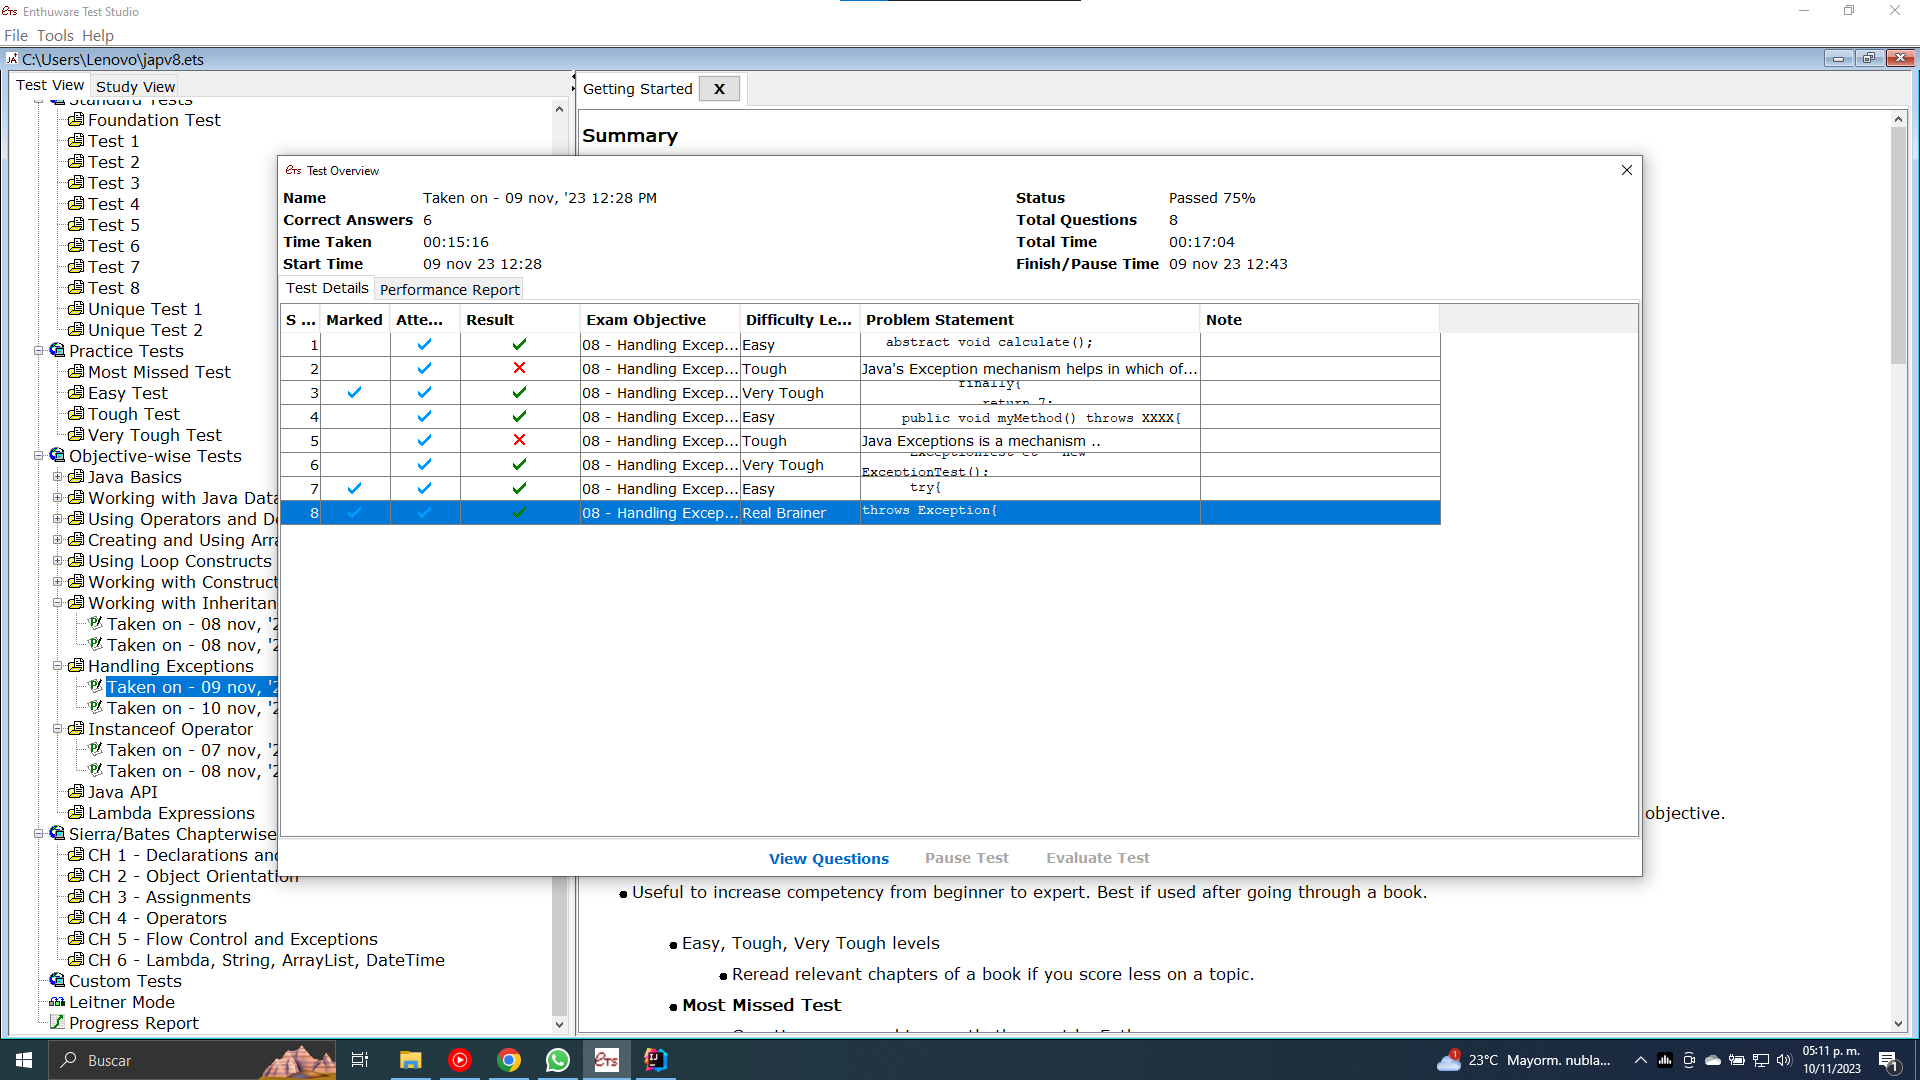 ETS Enthuware Test Studio
File Tools Help
C:\Users\Lenovo\japv8.ets
Test View Study View
Standard Tests
Foundation Test
Test 1
Test 2
Test 3
Test 4
Test 5
Test 6
Test 7
Test 8
Unique Test 1
Unique Test 2
Practice Tests
Most Missed Test
Easy Test
Tough Test
Very Tough Test
Objective-wise Tests
Java Basics
Working with Java Data
Using Operators and De
Creating and Using Arra
Using Loop Constructs
Working with Construct
Working with Inheritan
Taken on - 08 nov, '2
Taken on - 08 nov, '2
Handling Exceptions
Taken on - 09 nov, '2
Taken on - 10 nov, '2
Instanceof Operator
Taken on - 07 nov, '2
Taken on - 08 nov, '2
Java API
Lambda Expressions
Sierra/Bates Chapterwise
CH 1 - Declarations and
CH 2 - Object Orientation
CH 3 - Assignments
CH 4 - Operators
CH 5 - Flow Control and Exceptions
CH 6 - Lambda, String, ArrayList, DateTime
Custom Tests
Leitner Mode
Progress Report
Getting Started X
Summary
ETS Test Overview
Name Taken on - 09 nov, '23 12:28 PM Status Passed 75%
Correct Answers 6 Total Questions 8
Time Taken 00:15:16 Total Time 00:17:04
Start Time 09 nov 23 12:28 Finish/Pause Time 09 nov 23 12:43
Test Details Performance Report
S ... Marked Atte... Result Exam Objective Difficulty Le... Problem Statement Note
1 08 - Handling Excep... Easy abstract void calculate();
2 08 - Handling Excep... Tough Java's Exception mechanism helps in which of...
3 08 - Handling Excep... Very Tough finally{
return 7;
4 08 - Handling Excep... Easy public void myMethod() throws XXXX{
5 08 - Handling Excep... Tough Java Exceptions is a mechanism ..
6 08 - Handling Excep... Very Tough ExceptionTest et = new
ExceptionTest();
7 08 - Handling Excep... Easy try{
8 08 - Handling Excep... Real Brainer throws Exception{
View Questions Pause Test Evaluate Test
objective.
Useful to increase competency from beginner to expert. Best if used after going through a book.
Easy, Tough, Very Tough levels
Reread relevant chapters of a book if you score less on a topic.
Most Missed Test
Buscar
ETS
1 23°C Mayorm. nubla...
05:11 p. m.
10/11/2023
1